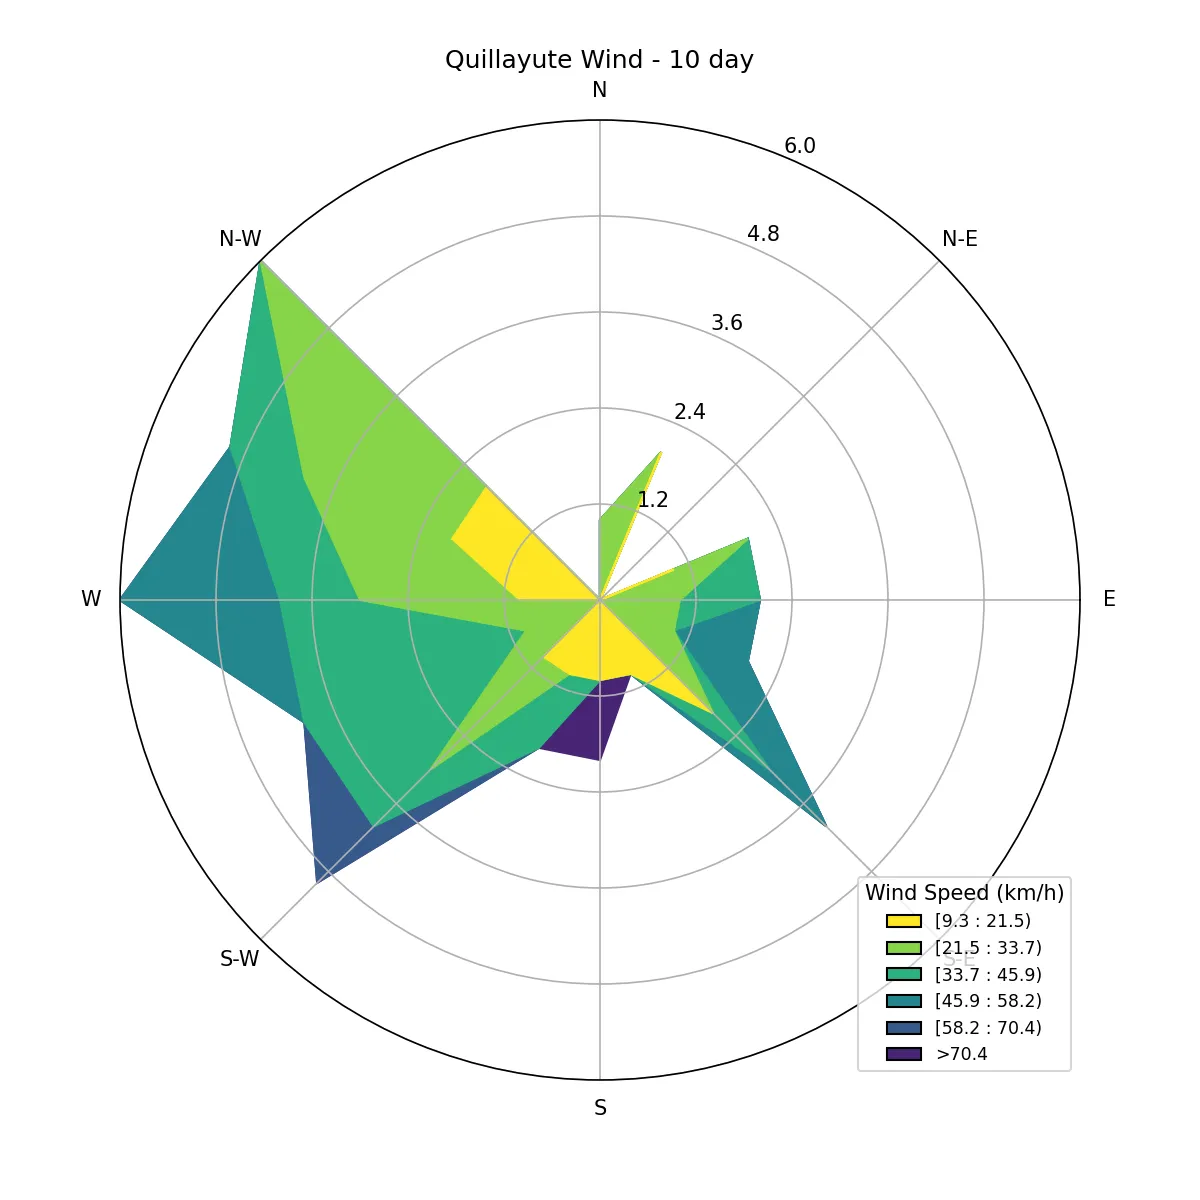 Quillayute Wind - 10 day
N
6.0
4.8
N-W
N-E
3.6
2.4
1.2
W
E
S-W
S-E
Wind Speed (km/h)
[9.3 : 21.5)
[21.5 : 33.7)
[33.7 : 45.9)
[45.9 : 58.2)
[58.2 : 70.4)
>70.4
S